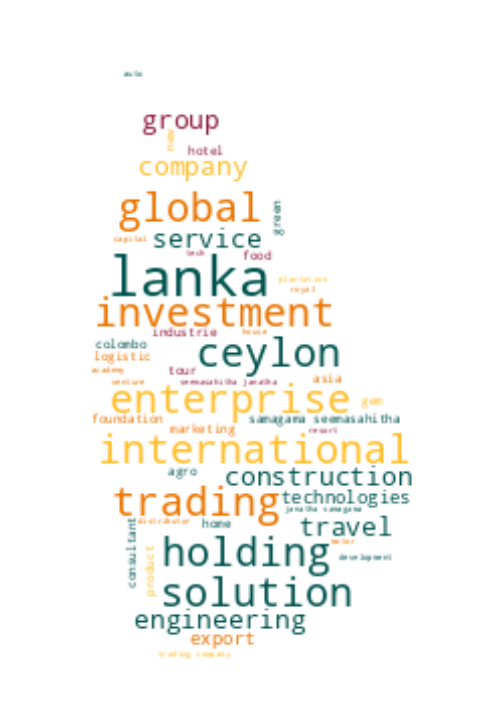 auto
group
new
hotel
company
global
green
capital
service
tech
food
lanka
plantation
royal
investment
industrie
house
colombo
ceylon
logistic
academy
tour
venture
seemasahitha janatha
asia
enterprise
gem
foundation
samagama seemasahitha
marketing
resort
international
agro
construction
trading
technologies
janatha samagama
distributor
home
travel
consultant
motor
holding
product
development
solution
engineering
export
trading company